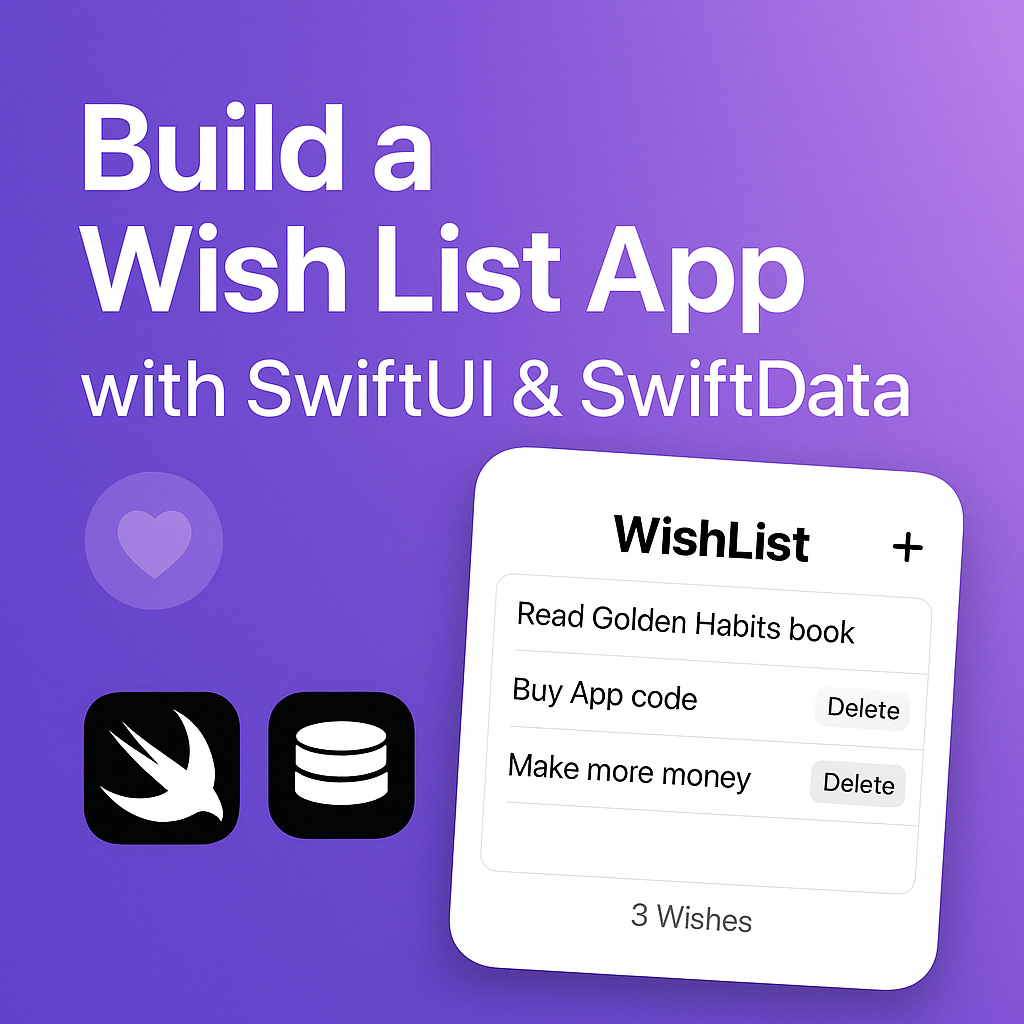 Build a
Wish List App
with SwiftUI & SwiftData
WishList +
Read Golden Habits book
Buy App code Delete
Make more money Delete
3 Wishes